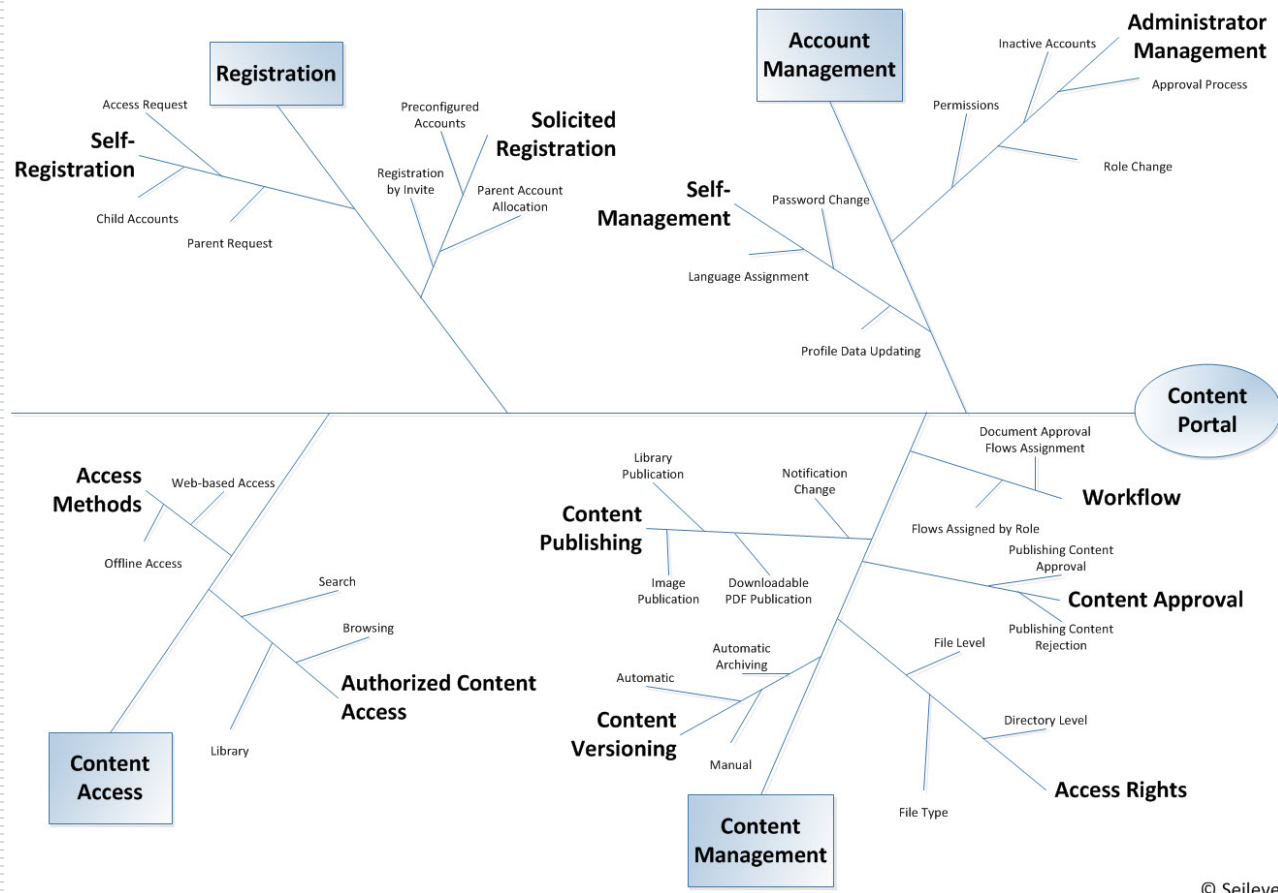 Registration
Access Request
Self-
Registration
Child Accounts
Parent Request
Preconfigured
Accounts
Solicited
Registration
Registration
by Invite
Parent Account
Allocation
Account
Management
Administrator
Management
Inactive Accounts
Approval Process
Permissions
Role Change
Self-
Management
Password Change
Language Assignment
Profile Data Updating
Content
Portal
Access
Methods
Web-based Access
Offline Access
Search
Browsing
Authorized Content
Access
Library
Content
Access
Library
Publication
Notification
Change
Content
Publishing
Image
Publication
Downloadable
PDF Publication
Document Approval
Flows Assignment
Workflow
Flows Assigned by Role
Publishing Content
Approval
Content Approval
Publishing Content
Rejection
Automatic
Archiving
Automatic
Content
Versioning
Manual
File Level
Directory Level
Access Rights
File Type
Content
Management
© Seileve